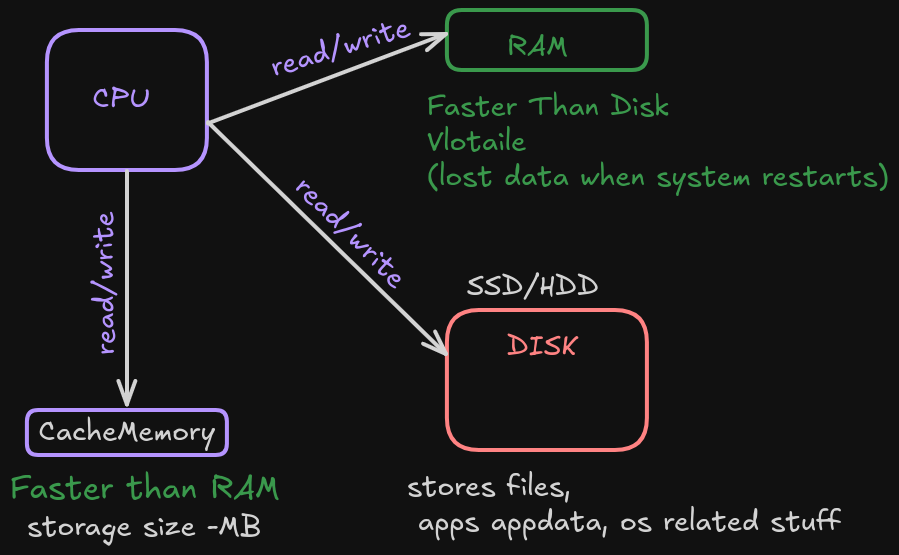 CPU
read/write
RAM
Faster Than Disk
Vlotaile
(lost data when system restarts)
read/write
read/write
SSD/HDD
DISK
stores files,
apps appdata, os related stuff
CacheMemory
Faster than RAM
storage size -MB